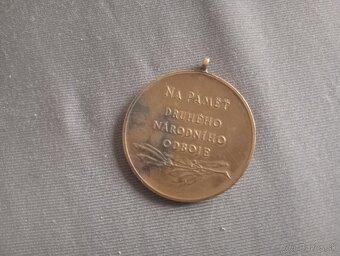 NA PAMĚŤ
DRUHÉHO
NÁRODNÍHO
ODBOJE